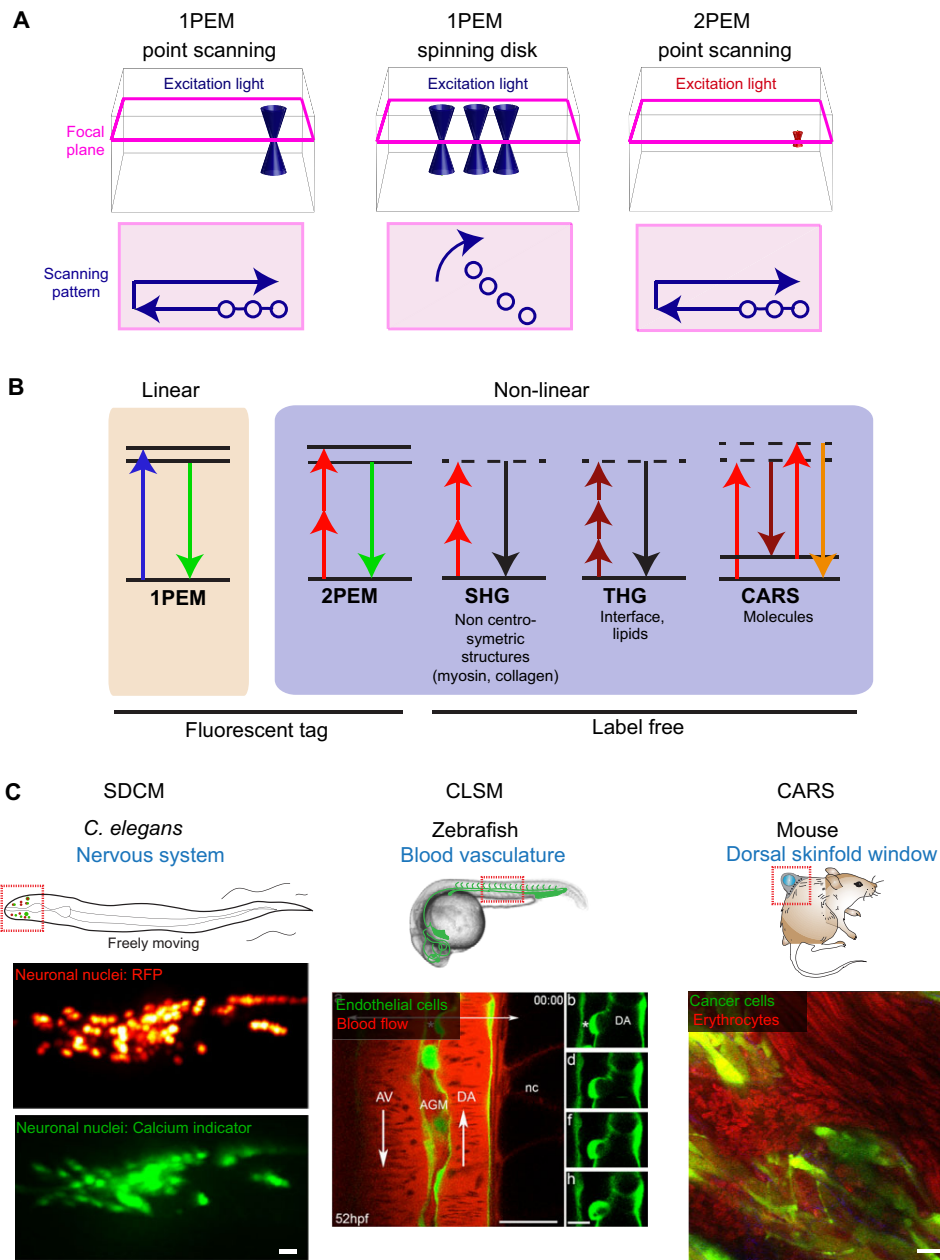 A
1PEM
point scanning
1PEM
spinning disk
2PEM
point scanning
Excitation light
Excitation light
Excitation light
Focal
plane
Scanning
pattern
B
Linear
Non-linear
1PEM
2PEM
SHG
Non centro-
symetric
structures
(myosin, collagen)
THG
Interface,
lipids
CARS
Molecules
Fluorescent tag
Label free
C
SDCM
C. elegans
Nervous system
Freely moving
Neuronal nuclei: RFP
Neuronal nuclei: Calcium indicator
CLSM
Zebrafish
Blood vasculature
Endothelial cells
Blood flow
00:00
*
AV
AGM
DA
nc
52hpf
b
*
DA
d
f
h
CARS
Mouse
Dorsal skinfold window
Cancer cells
Erythrocytes